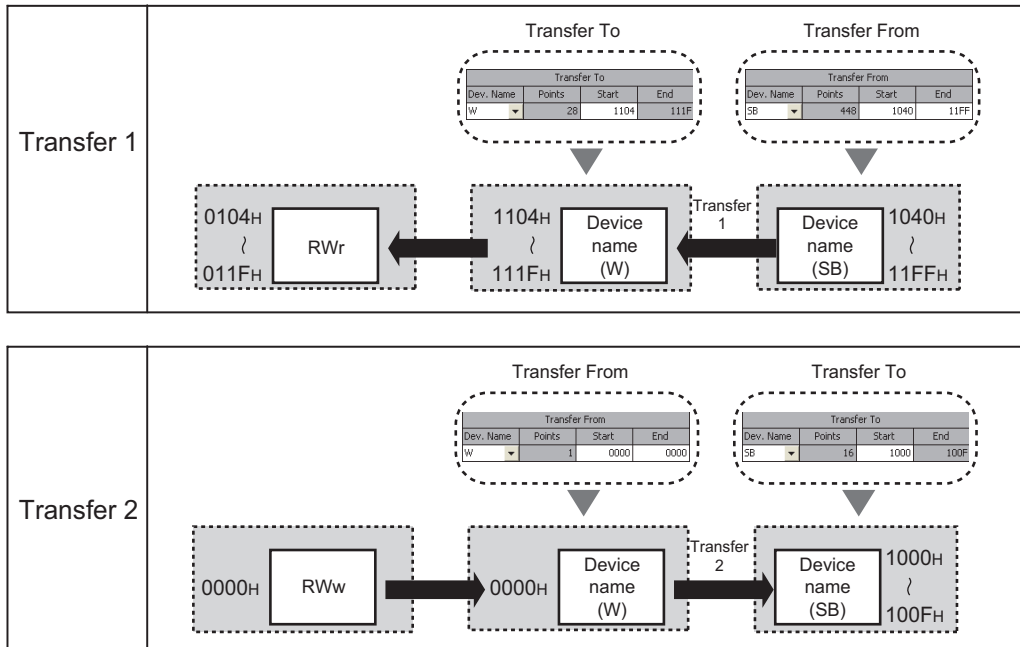 Transfer 1
Transfer To
Transfer From
Transfer To
Dev. Name Points Start End
W 28 1104 111F
Transfer From
Dev. Name Points Start End
SB 448 1040 11FF
0104H
~
011FH
RWr
1104H
~
111FH
Device
name
(W)
Transfer
1
Device
name
(SB)
1040H
~
11FFH
Transfer 2
Transfer From
Transfer To
Transfer From
Dev. Name Points Start End
W 1 0000 0000
Transfer To
Dev. Name Points Start End
SB 16 1000 100F
0000H
RWw
0000H
Device
name
(W)
Transfer
2
Device
name
(SB)
1000H
~
100FH